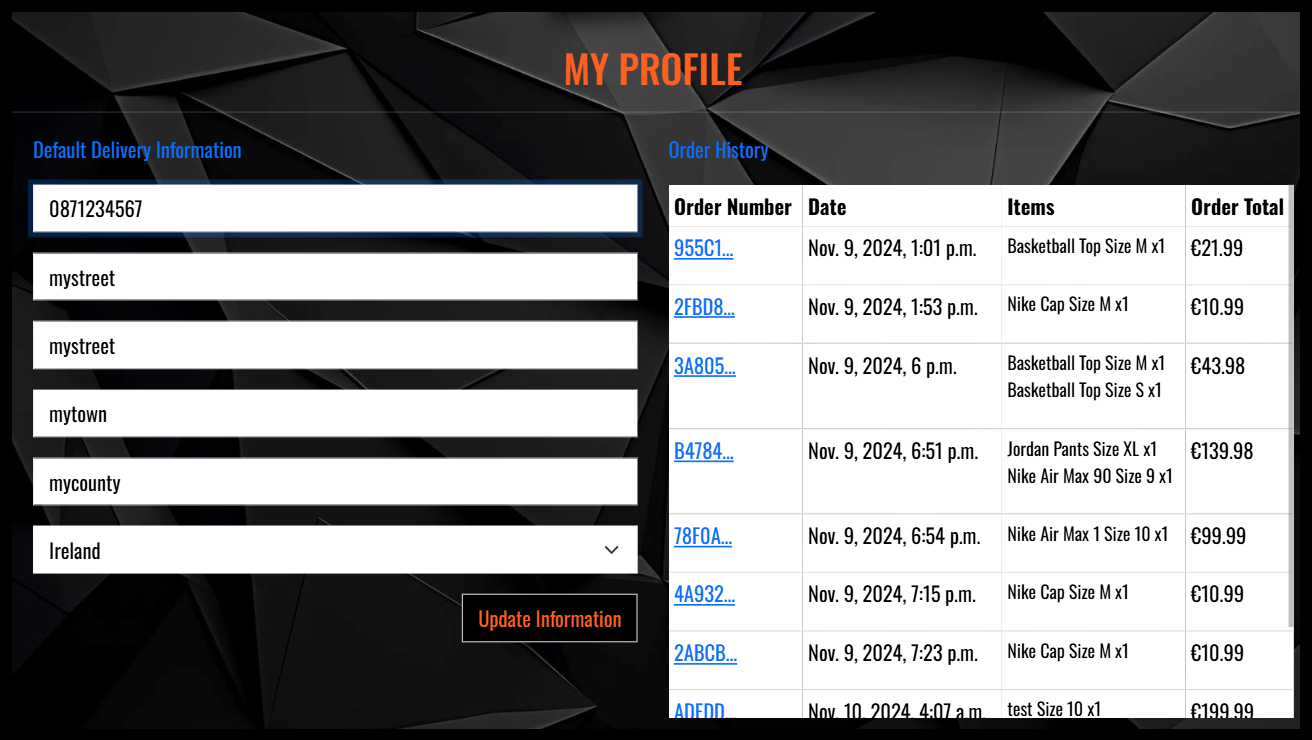 MY PROFILE
Default Delivery Information
0871234567
mystreet
mystreet
mytown
mycounty
Ireland
Update Information
Order History
Order Number Date Items Order Total
955C1... Nov. 9, 2024, 1:01 p.m. Basketball Top Size M x1 €21.99
2FBD8... Nov. 9, 2024, 1:53 p.m. Nike Cap Size M x1 €10.99
3A805... Nov. 9, 2024, 6 p.m. Basketball Top Size M x1 €43.98
Basketball Top Size S x1
B4784... Nov. 9, 2024, 6:51 p.m. Jordan Pants Size XL x1 €139.98
Nike Air Max 90 Size 9 x1
78F0A... Nov. 9, 2024, 6:54 p.m. Nike Air Max 1 Size 10 x1 €99.99
4A932... Nov. 9, 2024, 7:15 p.m. Nike Cap Size M x1 €10.99
2ABCB... Nov. 9, 2024, 7:23 p.m. Nike Cap Size M x1 €10.99
Nov. 10, 2024, 4:07 a.m. test Size 10 x1 €199.99